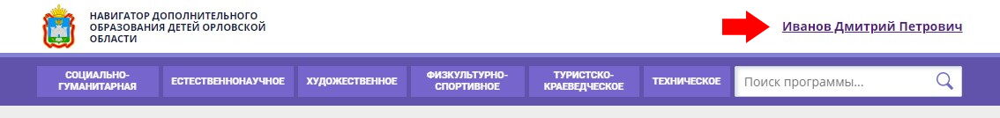 НАВИГАТОР ДОПОЛНИТЕЛЬНОГО
ОБРАЗОВАНИЯ ДЕТЕЙ ОРЛОВСКОЙ
ОБЛАСТИ
Иванов Дмитрий Петрович
СОЦИАЛЬНО-
ГУМАНИТАРНАЯ
ЕСТЕСТВЕННОНАУЧНОЕ
ХУДОЖЕСТВЕННОЕ
ФИЗКУЛЬТУРНО-
СПОРТИВНОЕ
ТУРИСТСКО-
КРАЕВЕДЧЕСКОЕ
ТЕХНИЧЕСКОЕ
Поиск программы...